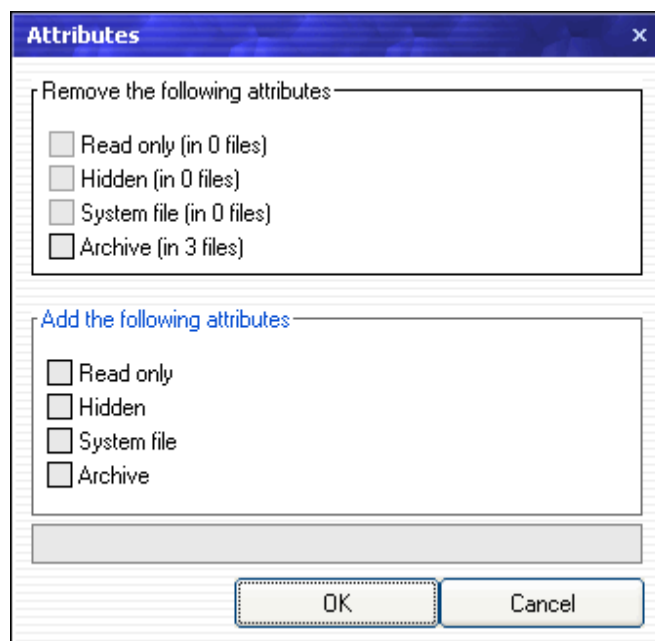 Attributes
Remove the following attributes
Read only (in 0 files)
Hidden (in 0 files)
System file (in 0 files)
Archive (in 3 files)
Add the following attributes
Read only
Hidden
System file
Archive
OK Cancel